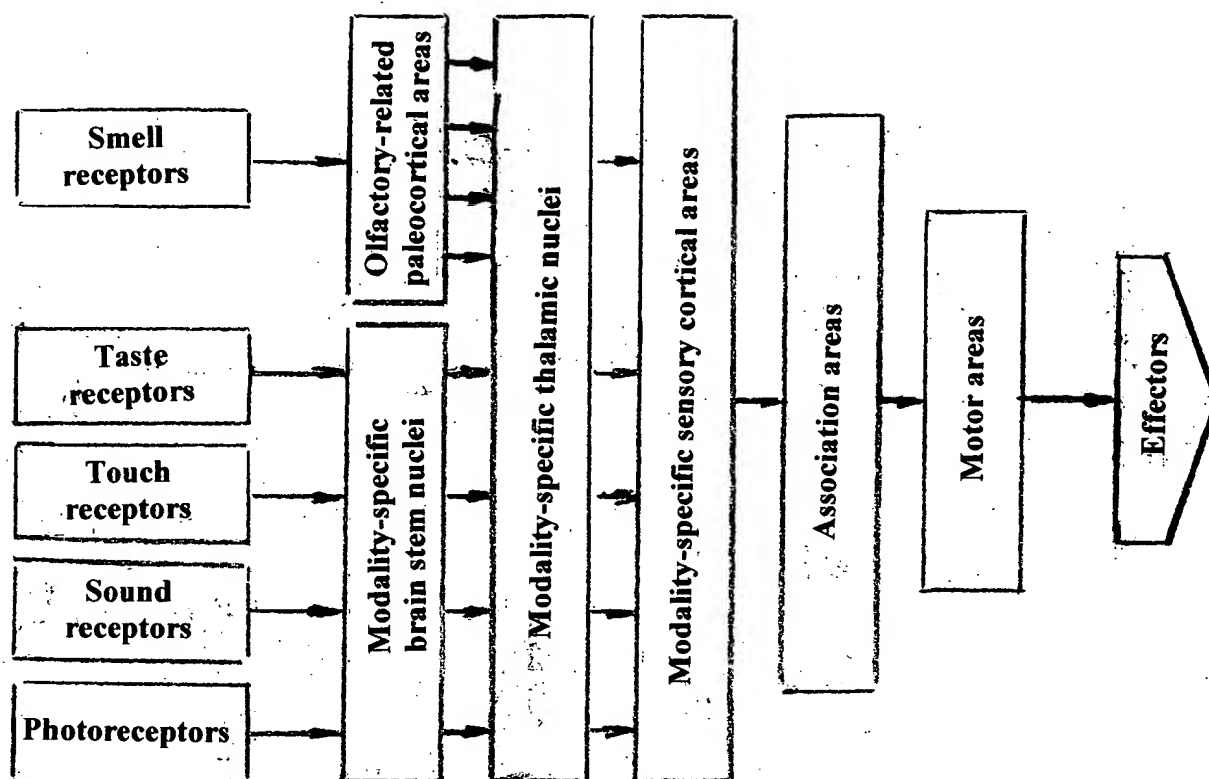 Smell
receptors
Taste
receptors
Touch
receptors
Sound
receptors
Photoreceptors
Olfactory-related
paleocortical areas
Modality-specific
brain stem nuclei
Modality-specific thalamic nuclei
Modality-specific sensory cortical areas
Association areas
Motor areas
Effectors